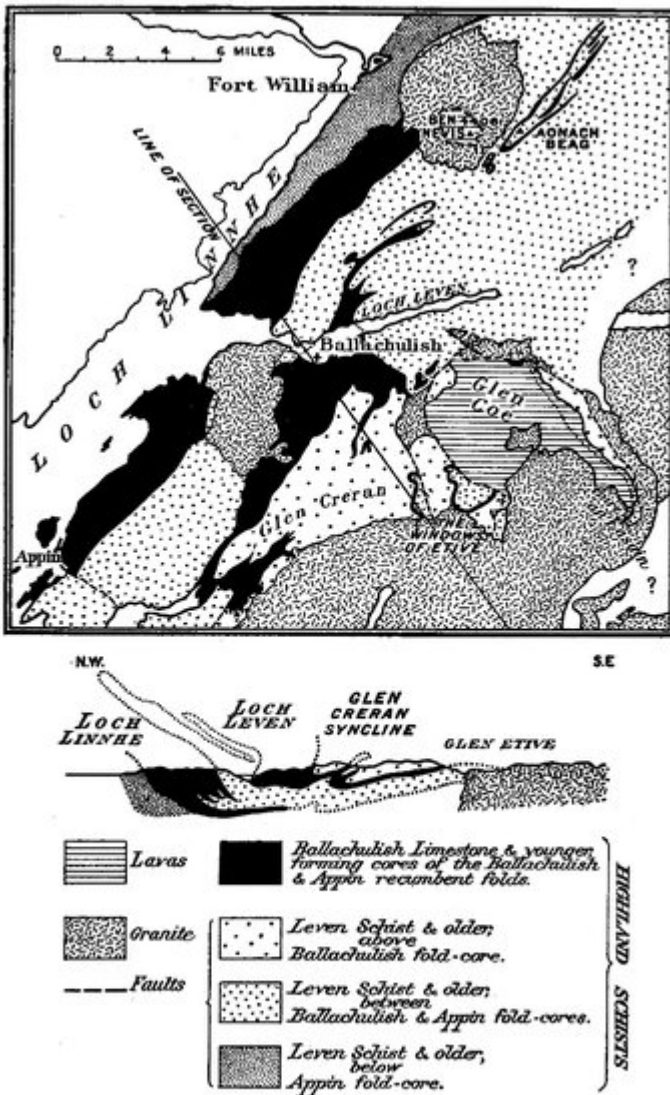 0 2 4 6 MILES
Fort William
BEN
NEVIS
AONACH
BEAG
LINE OF SECTION
LOCH LINNHE
LOCH LEVEN
Ballachulish
?
Glen
Coe
Glen Creran
WINDOWS
OF ETIVE
Appin
?
N.W.
S.E
LOCH
LINNHE
LOCH
LEVEN
GLEN
CRERAN
SYNCLINE
GLEN ETIVE
Lavas
Ballachulish Limestone & younger,
forming cores of the Ballachulish
& Appin recumbent folds.
Granite
Leven Schist & older,
above
Ballachulish fold-core.
Faults
Leven Schist & older,
between
Ballachulish & Appin fold-cores.
Leven Schist & older,
below
Appin fold-core.
HIGHLAND SCHISTS